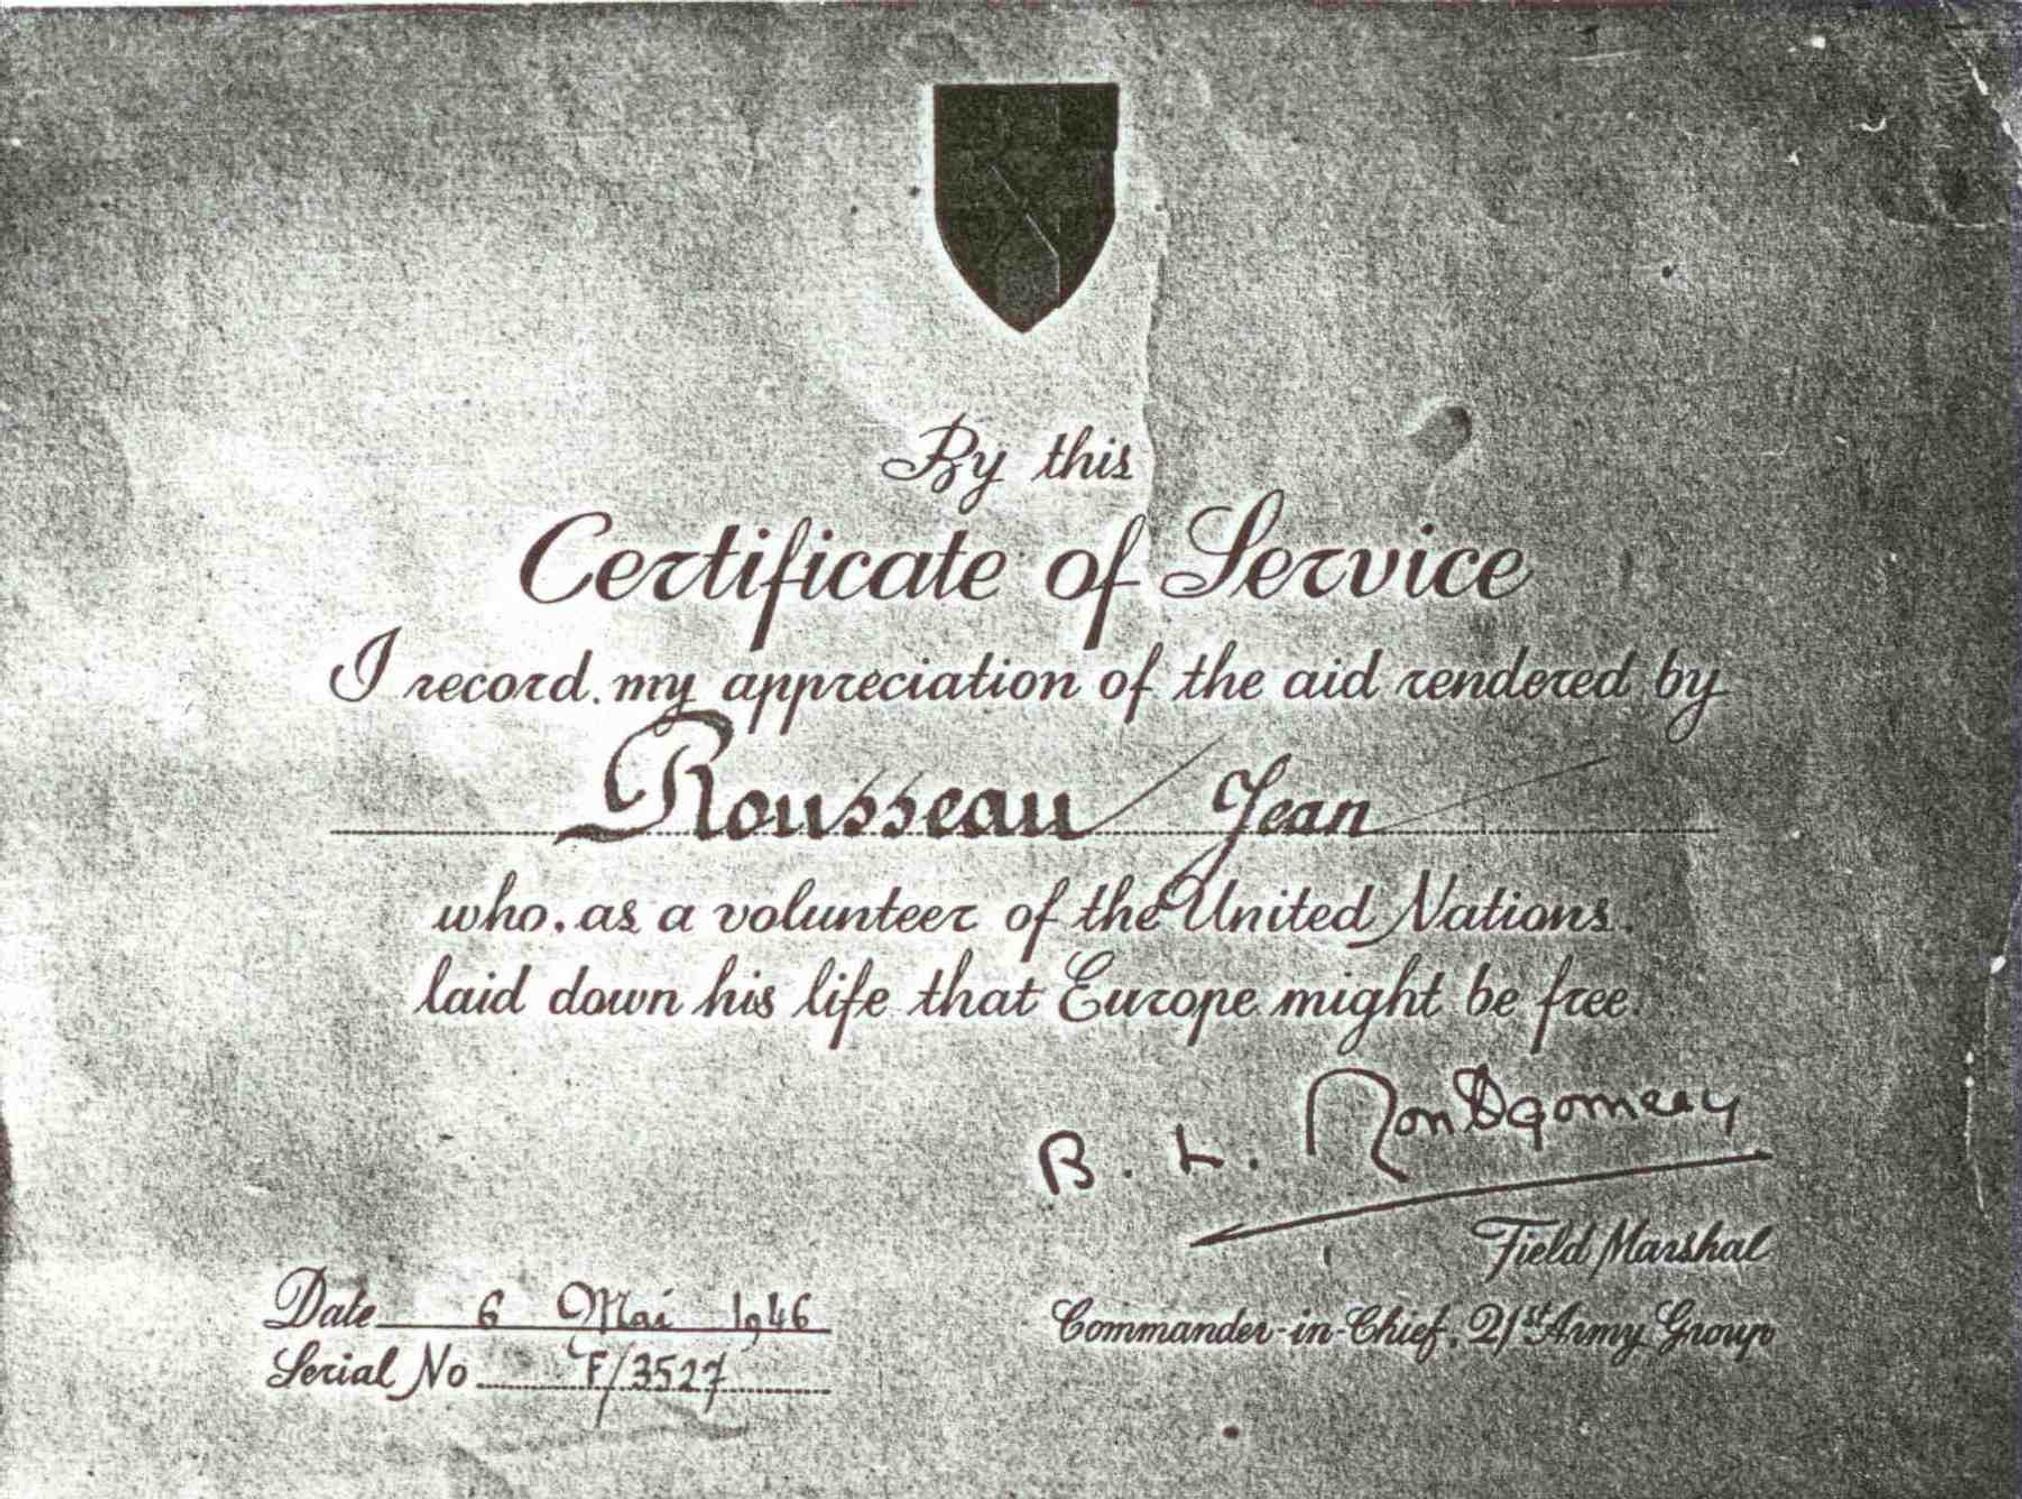 By this
Certificate of Service
I record my appreciation of the aid rendered by
Rousseau Jean
who, as a volunteer of the United Nations,
laid down his life that Europe might be free.
B. L. Montgomery
Field Marshal
Commander-in-Chief, 21st Army Group
Date 6 Mai 1946
Serial No F/3527